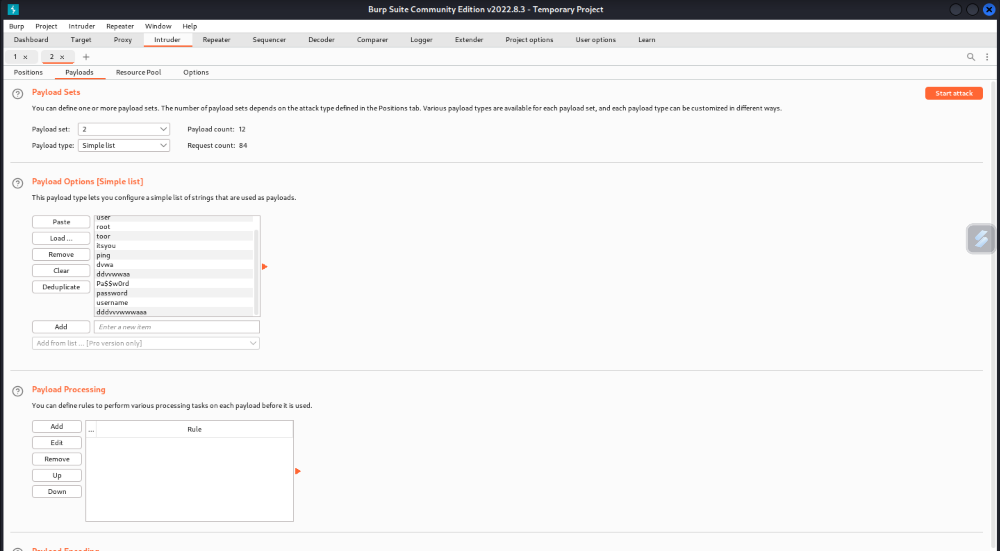 Burp Suite Community Edition v2022.8.3 - Temporary Project
Burp Project Intruder Repeater Window Help
Dashboard Target Proxy Intruder Repeater Sequencer Decoder Comparer Logger Extender Project options User options Learn
1 × 2 × +
Positions Payloads Resource Pool Options
? Payload Sets Start attack
You can define one or more payload sets. The number of payload sets depends on the attack type defined in the Positions tab. Various payload types are available for each payload set, and each payload type can be customized in different ways.
Payload set: 2 Payload count: 12
Payload type: Simple list Request count: 84
? Payload Options [Simple list]
This payload type lets you configure a simple list of strings that are used as payloads.
Paste
Load ...
Remove
Clear
Deduplicate
user
root
toor
itsyou
ping
dvwa
ddvvwwaa
Pa$$w0rd
password
username
dddvvvwwwaaa
Add Enter a new item
Add from list ... [Pro version only]
? Payload Processing
You can define rules to perform various processing tasks on each payload before it is used.
Add
Edit
Remove
Up
Down
... Rule
Payload Encoding